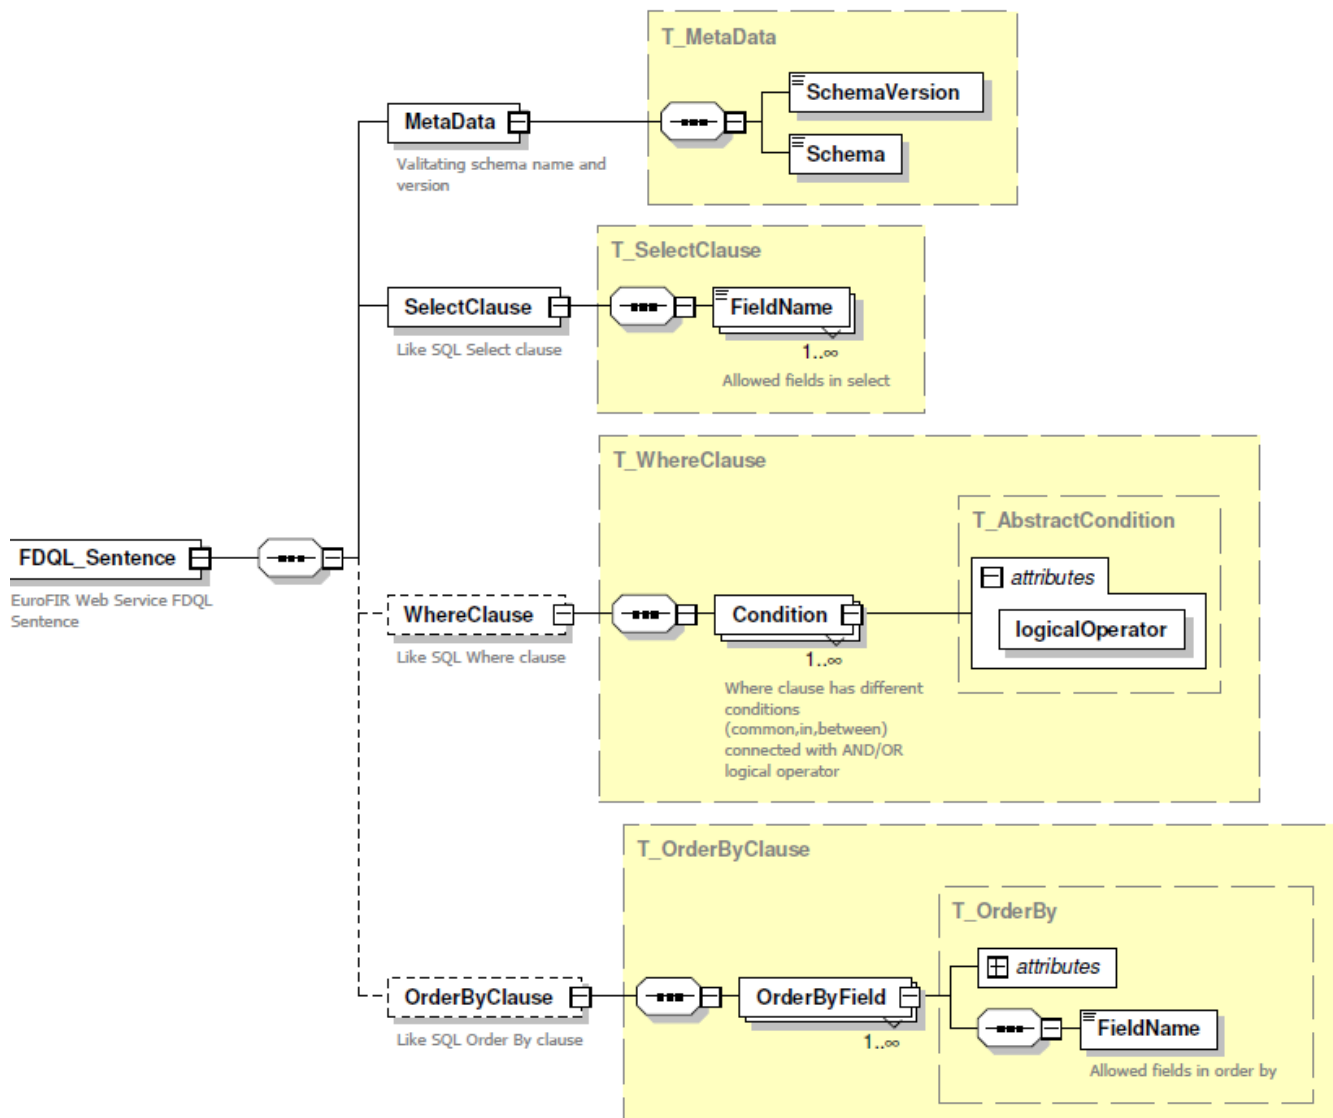 T_MetaData
SchemaVersion
MetaData
Schema
Valitating schema name and
version
T_SelectClause
SelectClause
FieldName
1..∞
Like SQL Select clause
Allowed fields in select
T_WhereClause
T_AbstractCondition
FDQL_Sentence
EuroFIR Web Service FDQL
Sentence
attributes
WhereClause
Condition
logicalOperator
Like SQL Where clause
1..∞
Where clause has different
conditions
(common,in,between)
connected with AND/OR
logical operator
T_OrderByClause
T_OrderBy
attributes
OrderByClause
OrderByField
FieldName
Like SQL Order By clause
1..∞
Allowed fields in order by